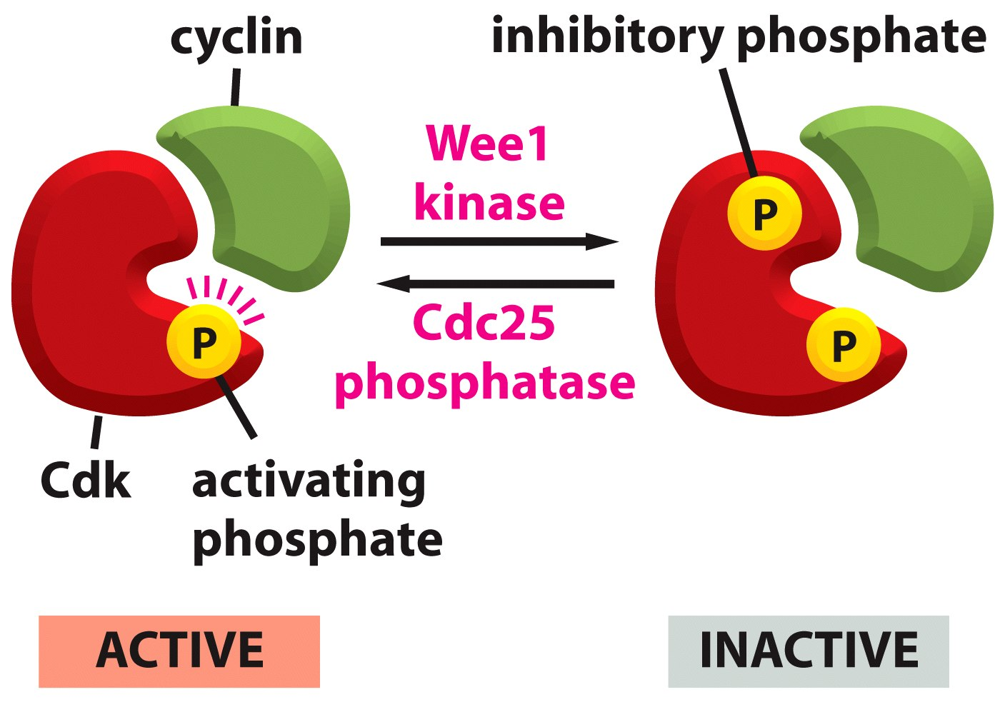 cyclin
inhibitory phosphate
Wee1
kinase
P
Cdc25
phosphatase
P
P
Cdk
activating
phosphate
ACTIVE
INACTIVE